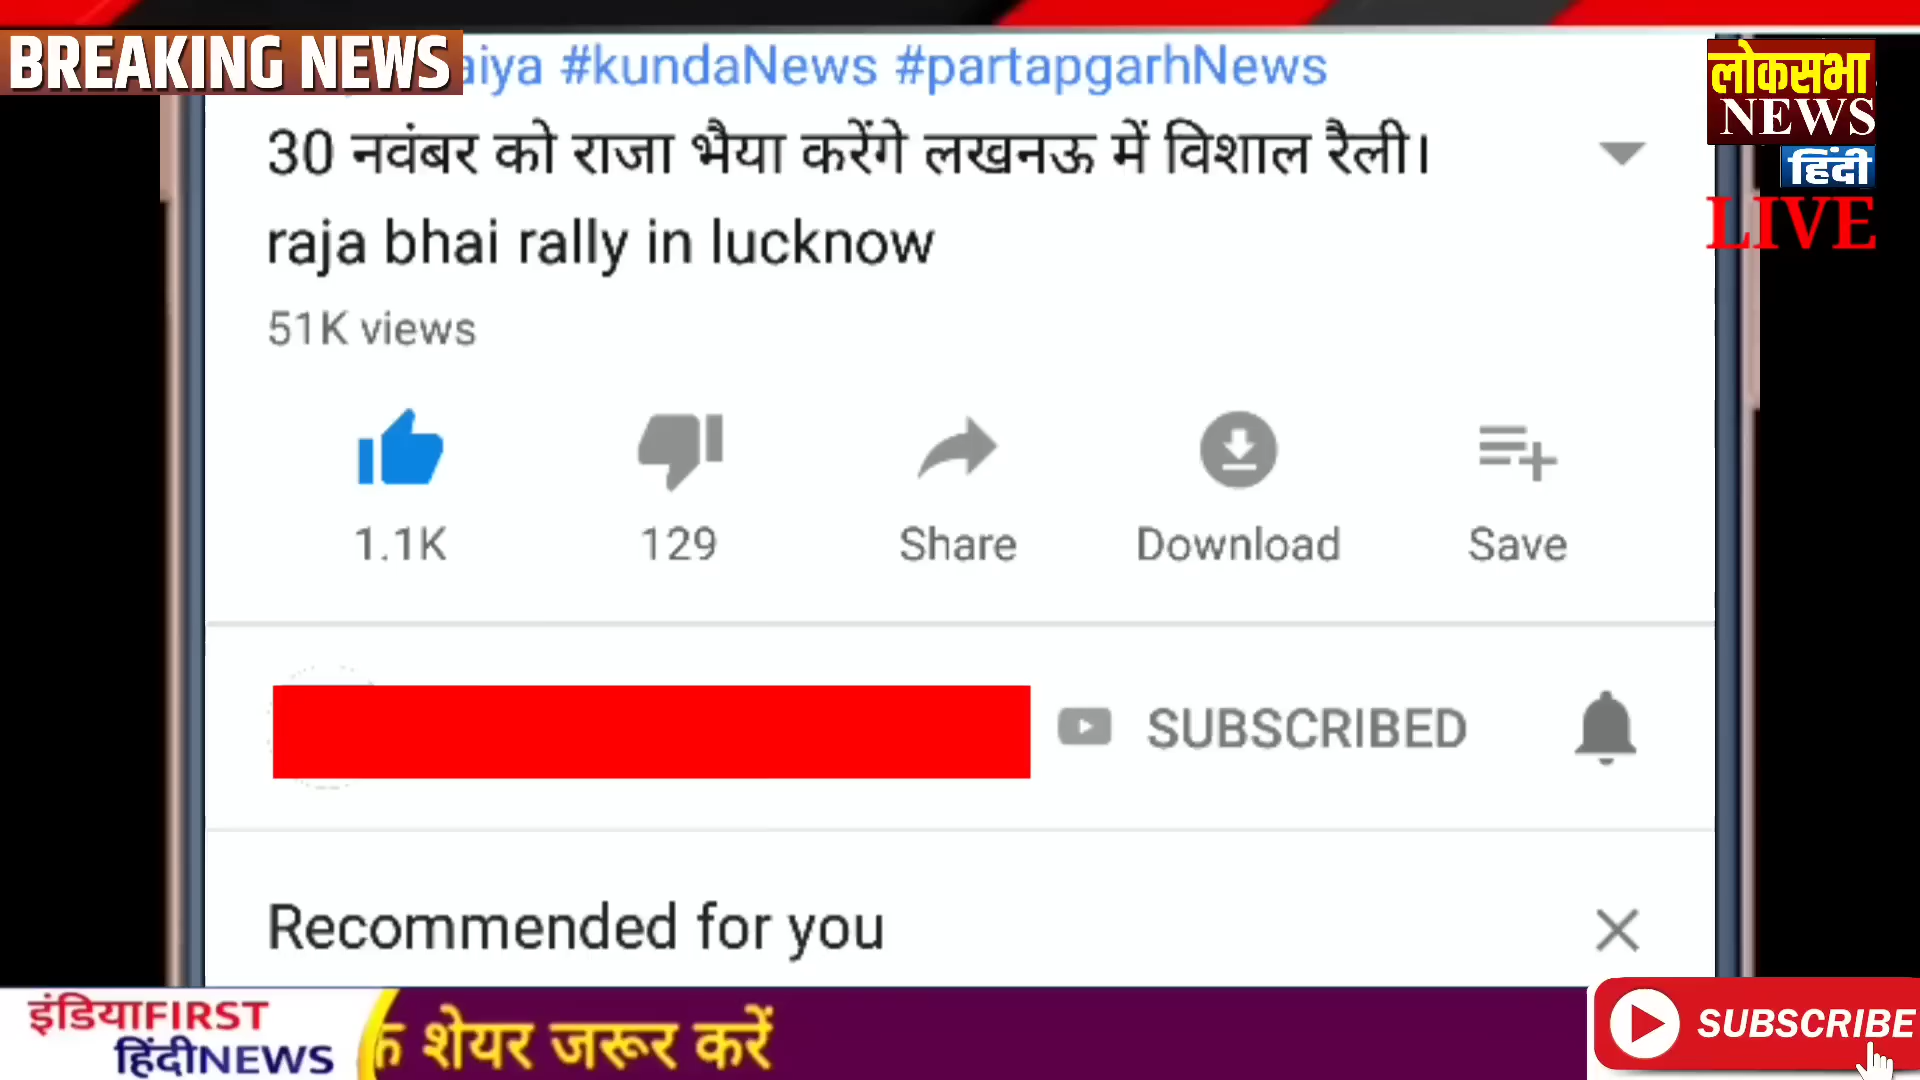 BREAKING NEWS
aiya #kundaNews #partapgarhNews
लोकसभा
NEWS
हिंदी
LIVE
30 नवंबर को राजा भैया करेंगे लखनऊ में विशाल रैली।
raja bhai rally in lucknow
51K views
1.1K 129 Share Download Save
SUBSCRIBED
Recommended for you
इंडियाFIRST
हिंदीNEWS
शेयर जरूर करें
SUBSCRIBE